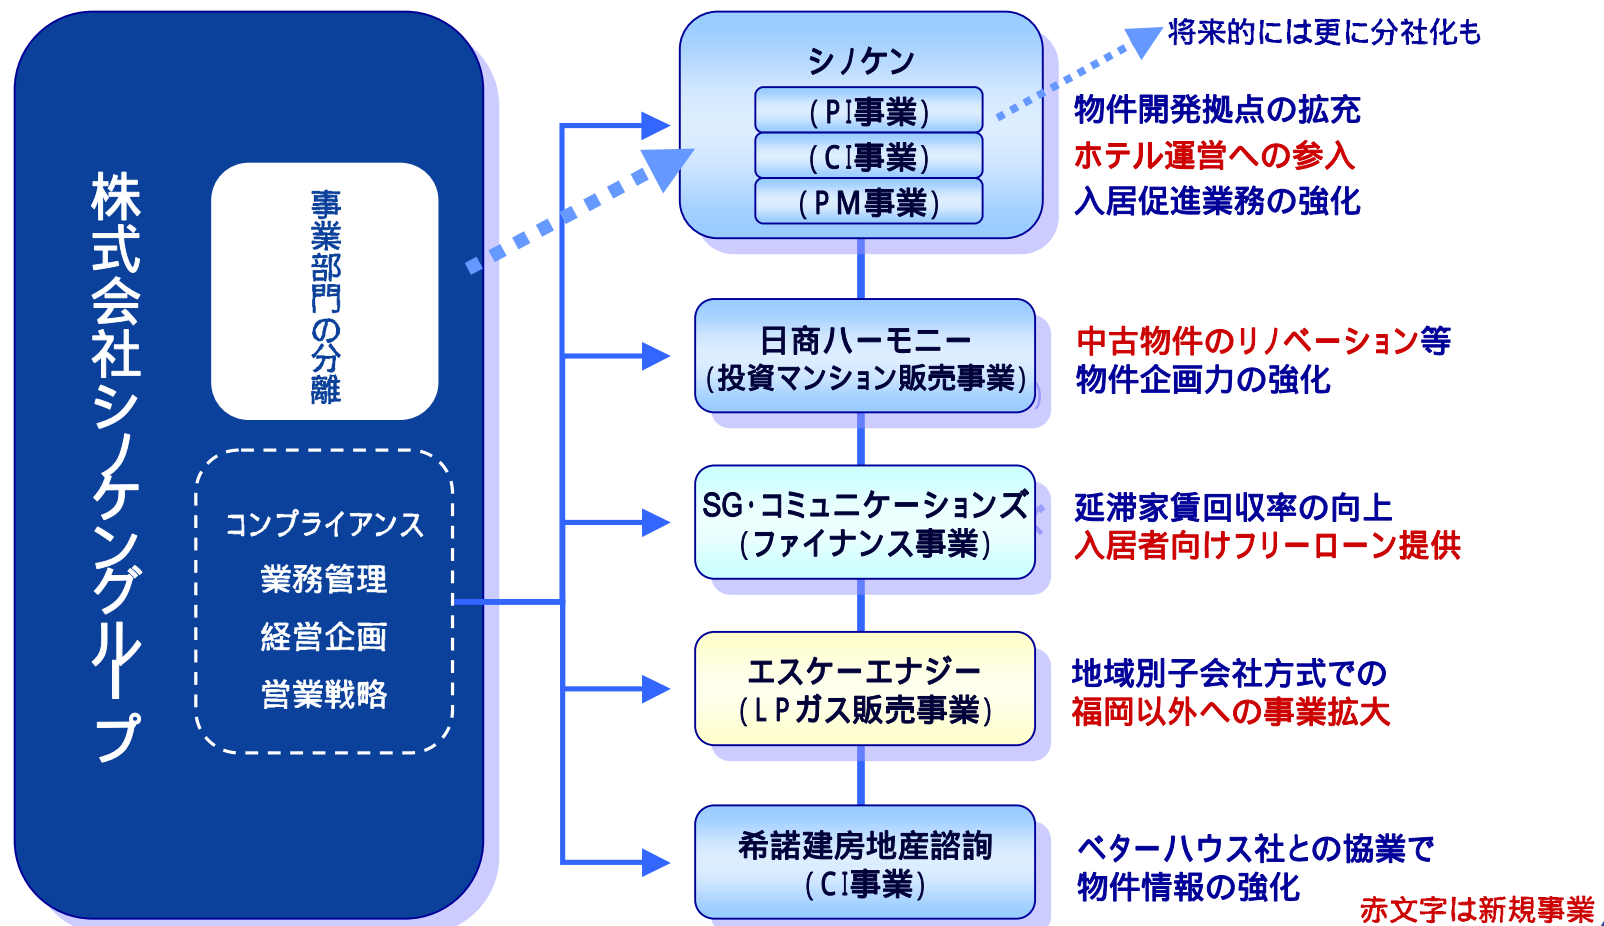 株式会社シノケングループ
事業部門の分離
コンプライアンス
業務管理
経営企画
営業戦略
シノケン
(PI事業)
(CI事業)
(PM事業)
将来的には更に分社化も
物件開発拠点の拡充
ホテル運営への参入
入居促進業務の強化
日商ハーモニー
(投資マンション販売事業)
中古物件のリノベーション等
物件企画力の強化
SG・コミュニケーションズ
(ファイナンス事業)
延滞家賃回収率の向上
入居者向けフリーローン提供
エスケーエナジー
(LPガス販売事業)
地域別子会社方式での
福岡以外への事業拡大
希諾建房地産諮詢
(CI事業)
ベターハウス社との協業で
物件情報の強化
赤文字は新規事業